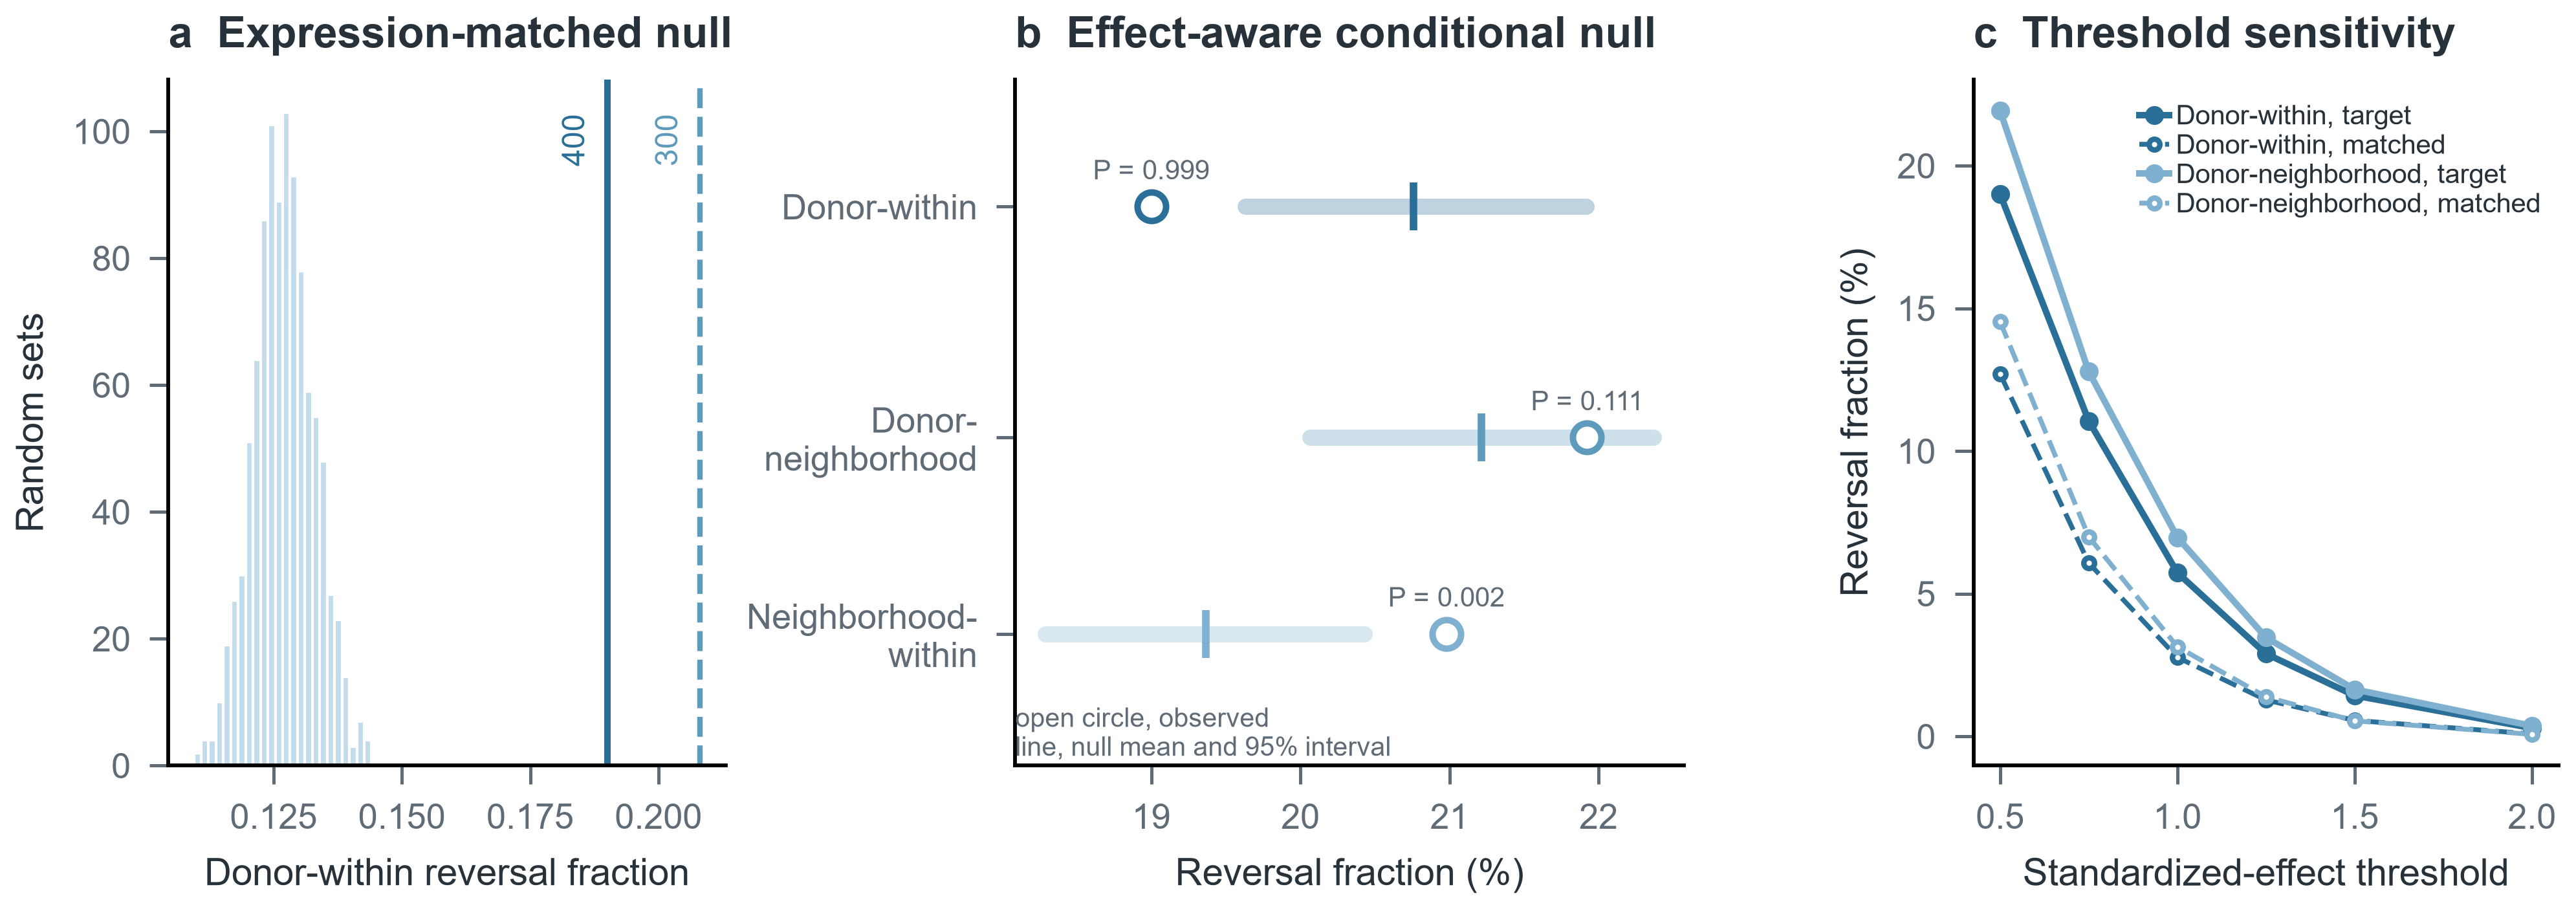 a Expression-matched null
100
80
60
40
20
0
Random sets
400
300
0.125
0.150
0.175
0.200
Donor-within reversal fraction
b Effect-aware conditional null
Donor-within
Donor-
neighborhood
Neighborhood-
within
P = 0.999
P = 0.111
P = 0.002
open circle, observed
line, null mean and 95% interval
19
20
21
22
Reversal fraction (%)
c Threshold sensitivity
Donor-within, target
Donor-within, matched
Donor-neighborhood, target
Donor-neighborhood, matched
20
15
10
5
0
Reversal fraction (%)
0.5
1.0
1.5
2.0
Standardized-effect threshold